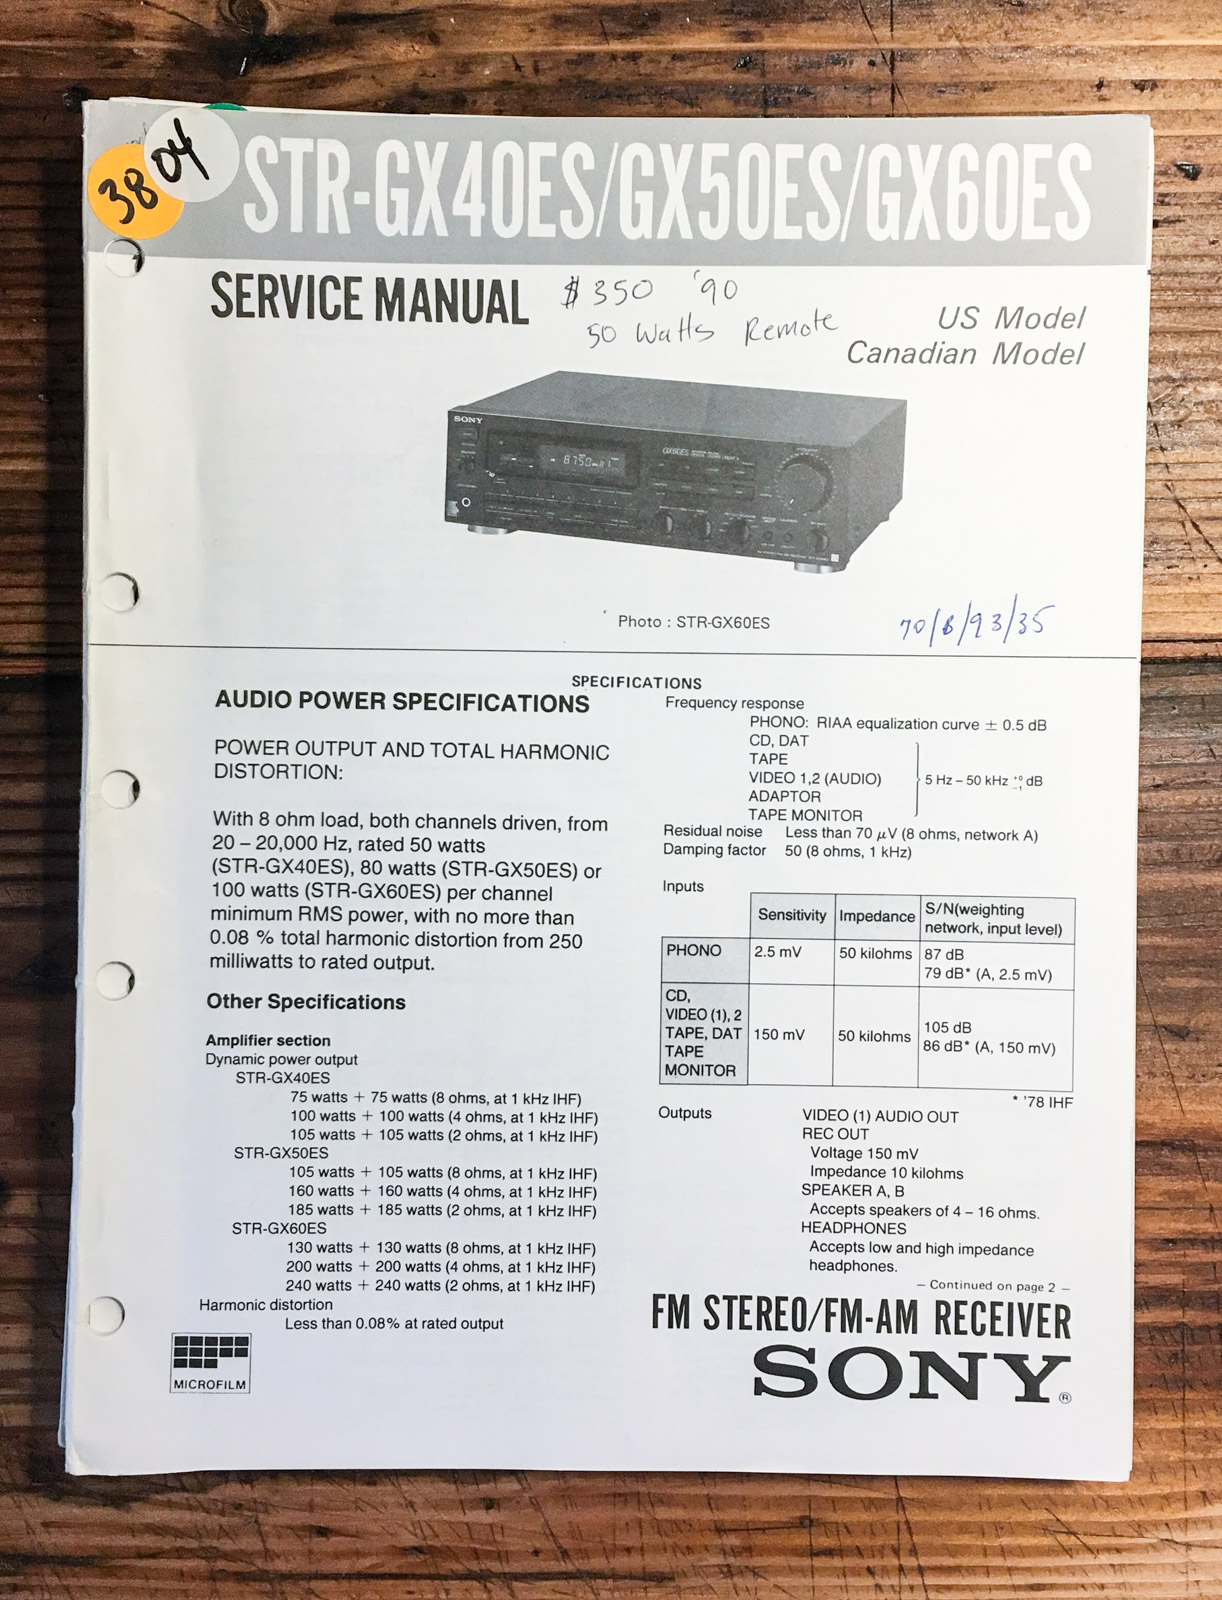 38 04
STR-GX40ES/GX50ES/GX60ES
SERVICE MANUAL
$350 '90
50 Watts Remote
US Model
Canadian Model
SONY
GX60ES
Photo : STR-GX60ES
70/8/93/35
SPECIFICATIONS
AUDIO POWER SPECIFICATIONS
POWER OUTPUT AND TOTAL HARMONIC
DISTORTION:
With 8 ohm load, both channels driven, from
20 – 20,000 Hz, rated 50 watts
(STR-GX40ES), 80 watts (STR-GX50ES) or
100 watts (STR-GX60ES) per channel
minimum RMS power, with no more than
0.08 % total harmonic distortion from 250
milliwatts to rated output.
Other Specifications
Amplifier section
Dynamic power output
STR-GX40ES
75 watts + 75 watts (8 ohms, at 1 kHz IHF)
100 watts + 100 watts (4 ohms, at 1 kHz IHF)
105 watts + 105 watts (2 ohms, at 1 kHz IHF)
STR-GX50ES
105 watts + 105 watts (8 ohms, at 1 kHz IHF)
160 watts + 160 watts (4 ohms, at 1 kHz IHF)
185 watts + 185 watts (2 ohms, at 1 kHz IHF)
STR-GX60ES
130 watts + 130 watts (8 ohms, at 1 kHz IHF)
200 watts + 200 watts (4 ohms, at 1 kHz IHF)
240 watts + 240 watts (2 ohms, at 1 kHz IHF)
Harmonic distortion
Less than 0.08% at rated output
MICROFILM
Frequency response
PHONO: RIAA equalization curve ± 0.5 dB
CD, DAT
TAPE
VIDEO 1,2 (AUDIO) 5 Hz – 50 kHz +0 −1 dB
ADAPTOR
TAPE MONITOR
Residual noise Less than 70 µV (8 ohms, network A)
Damping factor 50 (8 ohms, 1 kHz)
Inputs
Sensitivity Impedance S/N(weighting
network, input level)
PHONO 2.5 mV 50 kilohms 87 dB
79 dB* (A, 2.5 mV)
CD,
VIDEO (1), 2
TAPE, DAT 150 mV 50 kilohms 105 dB
TAPE 86 dB* (A, 150 mV)
MONITOR
* '78 IHF
Outputs VIDEO (1) AUDIO OUT
REC OUT
Voltage 150 mV
Impedance 10 kilohms
SPEAKER A, B
Accepts speakers of 4 – 16 ohms.
HEADPHONES
Accepts low and high impedance
headphones.
– Continued on page 2 –
FM STEREO/FM-AM RECEIVER
SONY®